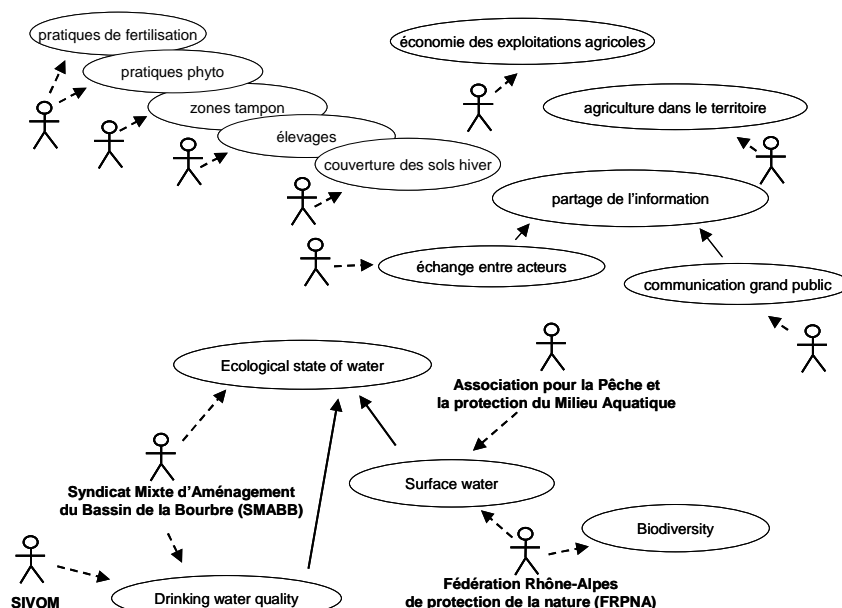 pratiques de fertilisation
économie des exploitations agricoles
pratiques phyto
zones tampon
agriculture dans le territoire
élevages
couverture des sols hiver
partage de l'information
échange entre acteurs
communication grand public
Ecological state of water
Association pour la Pêche et
la protection du Milieu Aquatique
Syndicat Mixte d'Aménagement
du Bassin de la Bourbre (SMABB)
Surface water
Biodiversity
SIVOM
Drinking water quality
Fédération Rhône-Alpes
de protection de la nature (FRPNA)